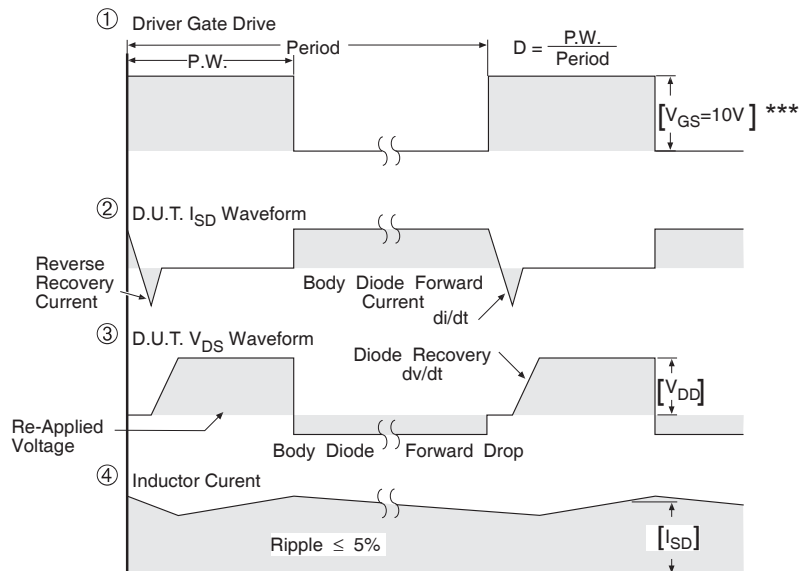 ① Driver Gate Drive
Period
P.W.
D = P.W. / Period
[VGS=10V] ***
② D.U.T. ISD Waveform
Reverse
Recovery
Current
Body Diode Forward
Current
di/dt
③ D.U.T. VDS Waveform
Diode Recovery
dv/dt
[VDD]
Re-Applied
Voltage
Body Diode Forward Drop
④ Inductor Curent
Ripple ≤ 5%
[ISD]